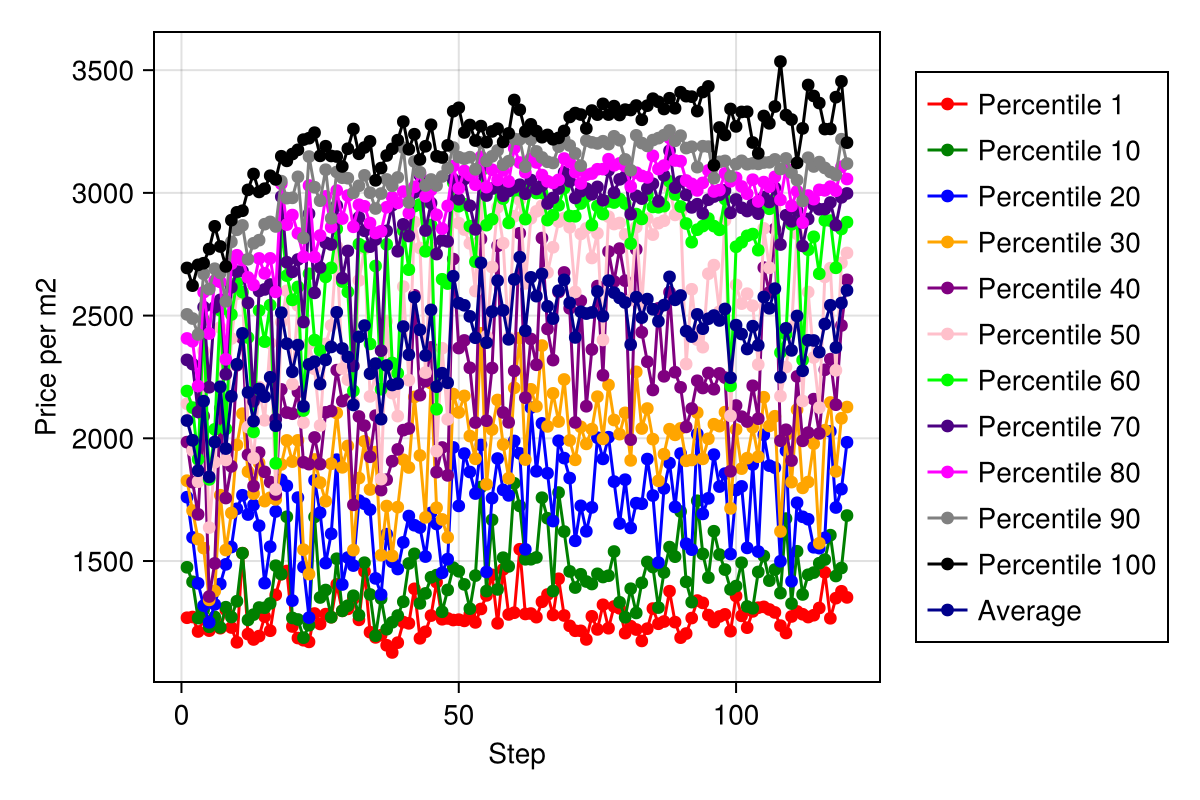 3500
3000
2500
2000
1500
Price per m2
0
50
100
Step
Percentile 1
Percentile 10
Percentile 20
Percentile 30
Percentile 40
Percentile 50
Percentile 60
Percentile 70
Percentile 80
Percentile 90
Percentile 100
Average